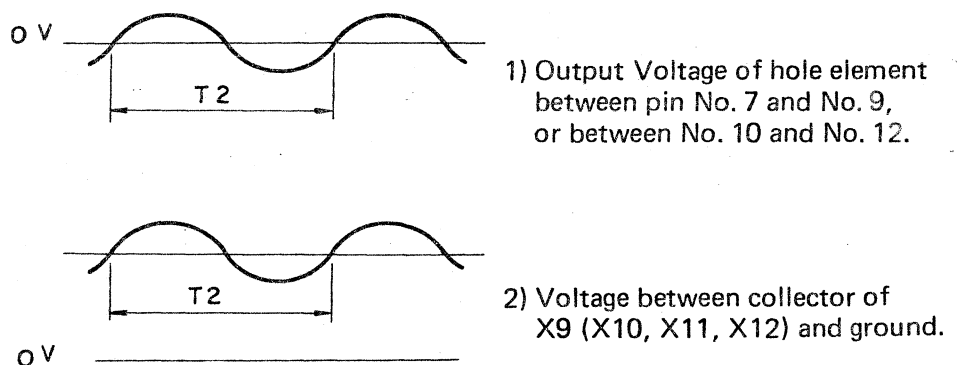 0 V
T 2
1) Output Voltage of hole element
between pin No. 7 and No. 9,
or between No. 10 and No. 12.
T 2
2) Voltage between collector of
X9 (X10, X11, X12) and ground.
0 V